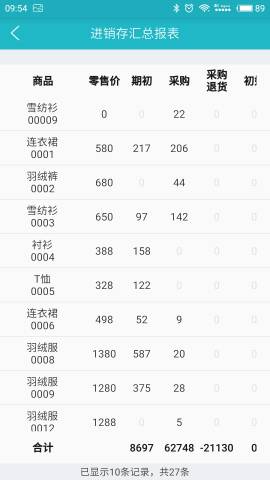 09:54 89
进销存汇总报表
商品 零售价 期初 采购 采购退货
雪纺衫 00009 0 0 22 0 0
连衣裙 0001 580 217 206 0 0
羽绒裤 0002 680 0 44 0 0
雪纺衫 0003 650 97 142 0 0
衬衫 0004 388 158 0 0 0
T恤 0005 328 122 0 0 0
连衣裙 0006 498 52 9 0 0
羽绒服 0008 1380 587 20 0 0
羽绒服 0009 1280 375 28 0 0
羽绒服 0012 1288 0 5 0 0
合计 8697 62748 -21130 0
已显示10条记录，共27条